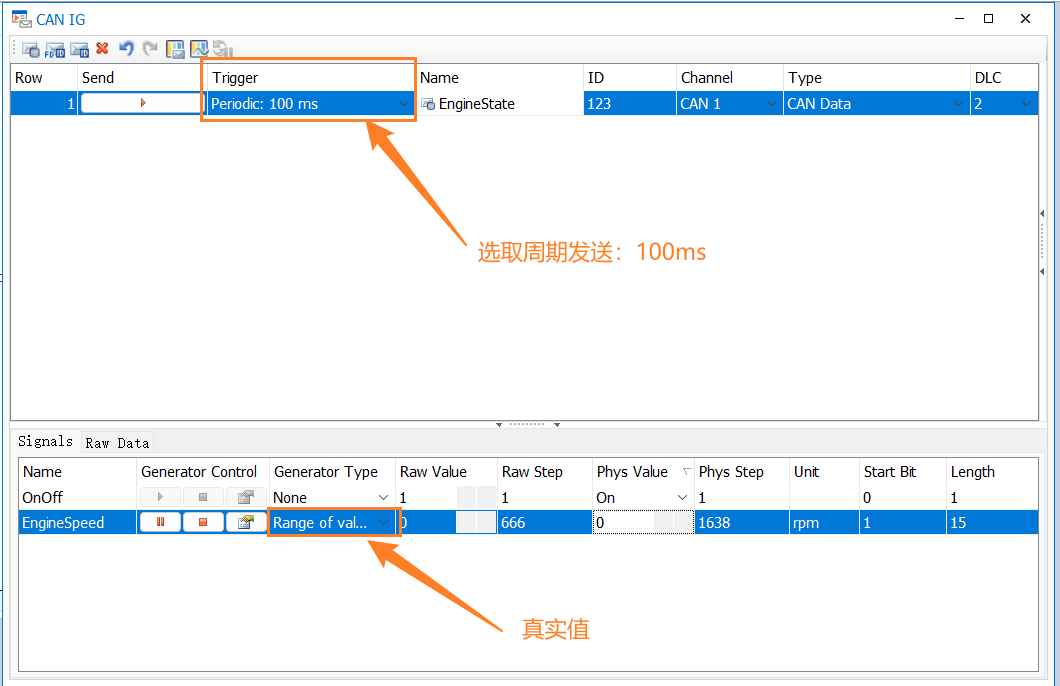 CAN IG
Row Send Trigger Name ID Channel Type DLC
1 Periodic: 100 ms EngineState 123 CAN 1 CAN Data 2
选取周期发送：100ms
Signals Raw Data
Name Generator Control Generator Type Raw Value Raw Step Phys Value Phys Step Unit Start Bit Length
OnOff None 1 1 On 1 0 1
EngineSpeed Range of val... 0 666 0 1638 rpm 1 15
真实值